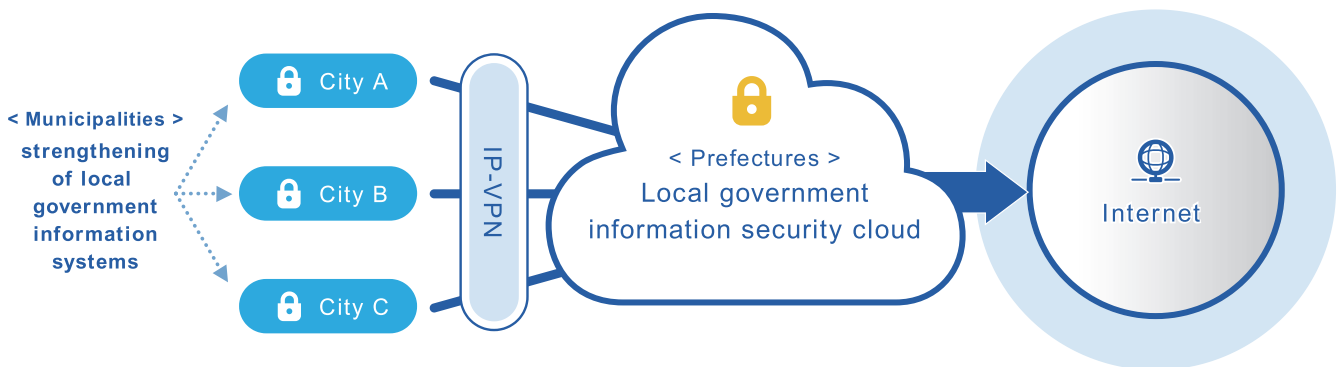 < Municipalities >
strengthening
of local
government
information
systems
City A
City B
City C
IP-VPN
< Prefectures >
Local government
information security cloud
Internet